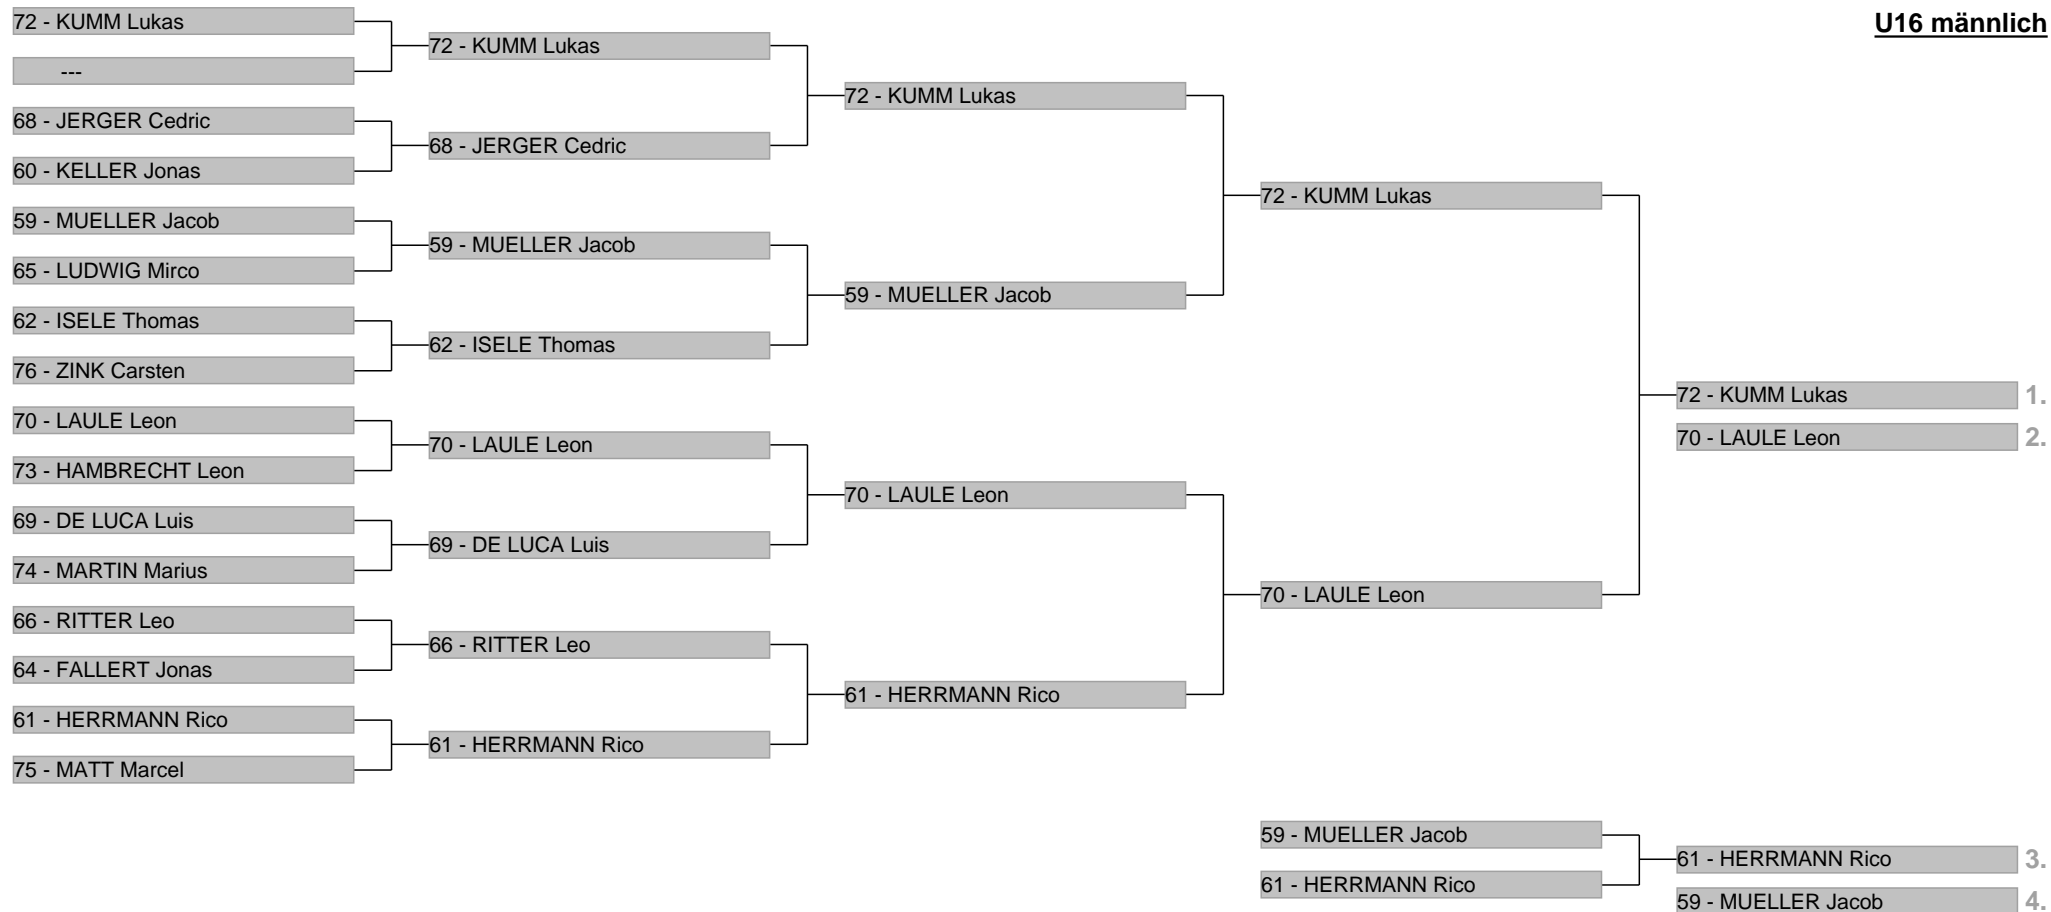 U16 männlich
72 - KUMM Lukas
---
68 - JERGER Cedric
60 - KELLER Jonas
59 - MUELLER Jacob
65 - LUDWIG Mirco
62 - ISELE Thomas
76 - ZINK Carsten
70 - LAULE Leon
73 - HAMBRECHT Leon
69 - DE LUCA Luis
74 - MARTIN Marius
66 - RITTER Leo
64 - FALLERT Jonas
61 - HERRMANN Rico
75 - MATT Marcel
72 - KUMM Lukas
68 - JERGER Cedric
59 - MUELLER Jacob
62 - ISELE Thomas
70 - LAULE Leon
69 - DE LUCA Luis
66 - RITTER Leo
61 - HERRMANN Rico
72 - KUMM Lukas
59 - MUELLER Jacob
70 - LAULE Leon
61 - HERRMANN Rico
72 - KUMM Lukas
70 - LAULE Leon
72 - KUMM Lukas 1.
70 - LAULE Leon 2.
59 - MUELLER Jacob
61 - HERRMANN Rico
61 - HERRMANN Rico 3.
59 - MUELLER Jacob 4.